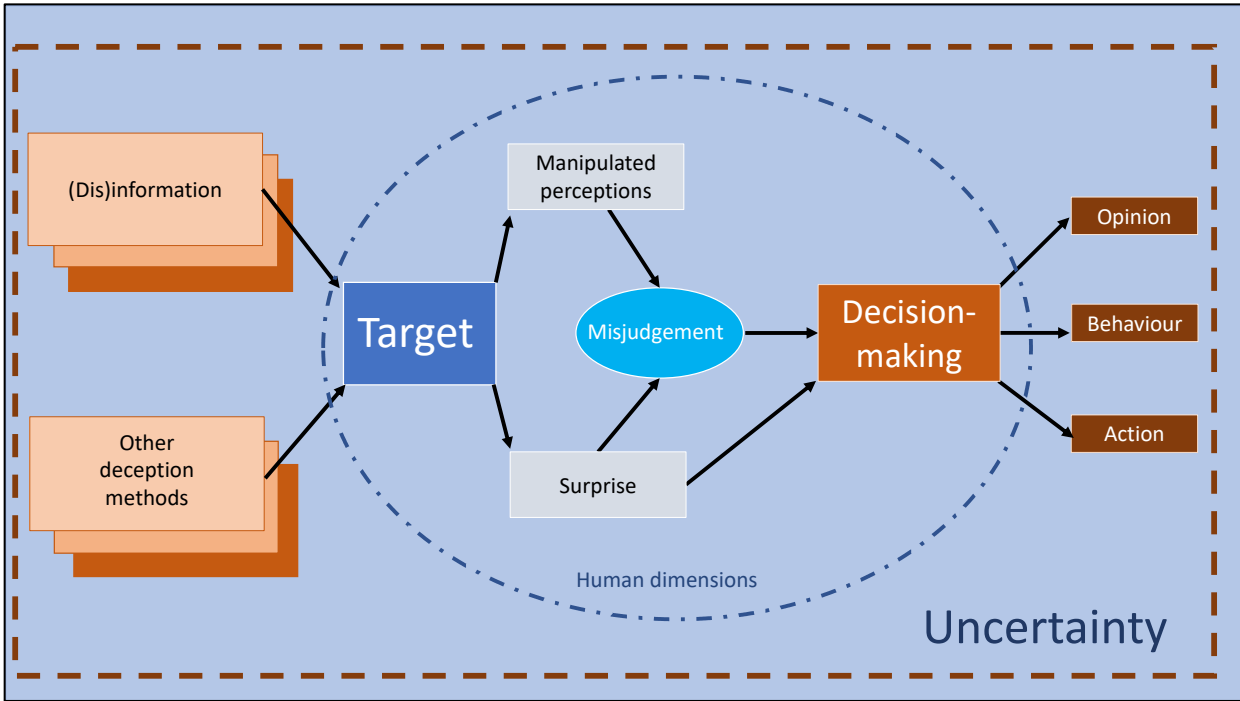 (Dis)information
Other
deception
methods
Target
Manipulated
perceptions
Misjudgement
Surprise
Decision-
making
Opinion
Behaviour
Action
Human dimensions
Uncertainty